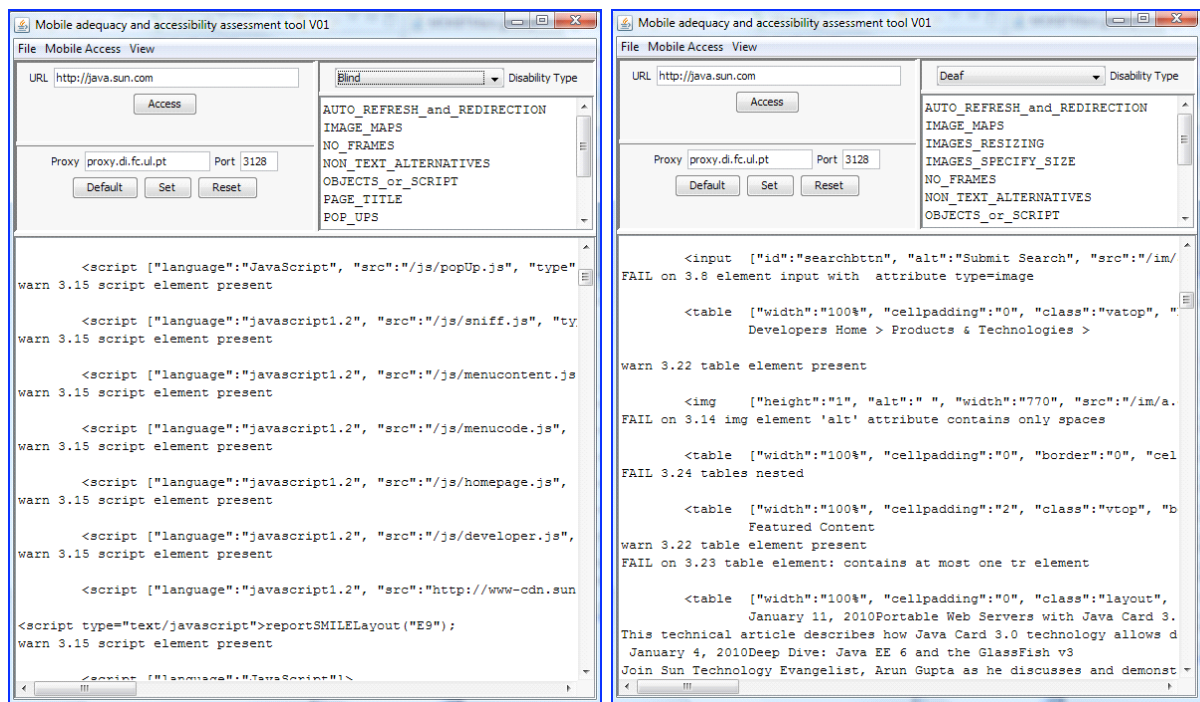 Mobile adequacy and accessibility assessment tool V01
File Mobile Access View
URL http://java.sun.com
Access
Proxy proxy.di.fc.ul.pt Port 3128
Default Set Reset
Blind Disability Type
AUTO_REFRESH_and_REDIRECTION
IMAGE_MAPS
NO_FRAMES
NON_TEXT_ALTERNATIVES
OBJECTS_or_SCRIPT
PAGE_TITLE
POP_UPS
<script ["language":"JavaScript", "src":"/js/popUp.js", "type"
warn 3.15 script element present
<script ["language":"javascript1.2", "src":"/js/sniff.js", "ty
warn 3.15 script element present
<script ["language":"javascript1.2", "src":"/js/menucontent.js
warn 3.15 script element present
<script ["language":"javascript1.2", "src":"/js/menucode.js",
warn 3.15 script element present
<script ["language":"javascript1.2", "src":"/js/homepage.js",
warn 3.15 script element present
<script ["language":"javascript1.2", "src":"/js/developer.js",
warn 3.15 script element present
<script ["language":"javascript1.2", "src":"http://www-cdn.sun
<script type="text/javascript">reportSMILELayout("E9");
warn 3.15 script element present
<script ["language":"JavaScript"]>
Mobile adequacy and accessibility assessment tool V01
File Mobile Access View
URL http://java.sun.com
Access
Proxy proxy.di.fc.ul.pt Port 3128
Default Set Reset
Deaf Disability Type
AUTO_REFRESH_and_REDIRECTION
IMAGE_MAPS
IMAGES_RESIZING
IMAGES_SPECIFY_SIZE
NO_FRAMES
NON_TEXT_ALTERNATIVES
OBJECTS_or_SCRIPT
<input ["id":"searchbttn", "alt":"Submit Search", "src":"/im/
FAIL on 3.8 element input with attribute type=image
<table ["width":"100%", "cellpadding":"0", "class":"vatop", "
Developers Home > Products & Technologies >
warn 3.22 table element present
<img ["height":"1", "alt":" ", "width":"770", "src":"/im/a.
FAIL on 3.14 img element 'alt' attribute contains only spaces
<table ["width":"100%", "cellpadding":"0", "border":"0", "cel
FAIL 3.24 tables nested
<table ["width":"100%", "cellpadding":"2", "class":"vtop", "b
Featured Content
warn 3.22 table element present
FAIL on 3.23 table element: contains at most one tr element
<table ["width":"100%", "cellpadding":"0", "class":"layout",
January 11, 2010Portable Web Servers with Java Card 3.
This technical article describes how Java Card 3.0 technology allows d
January 4, 2010Deep Dive: Java EE 6 and the GlassFish v3
Join Sun Technology Evangelist, Arun Gupta as he discusses and demonst